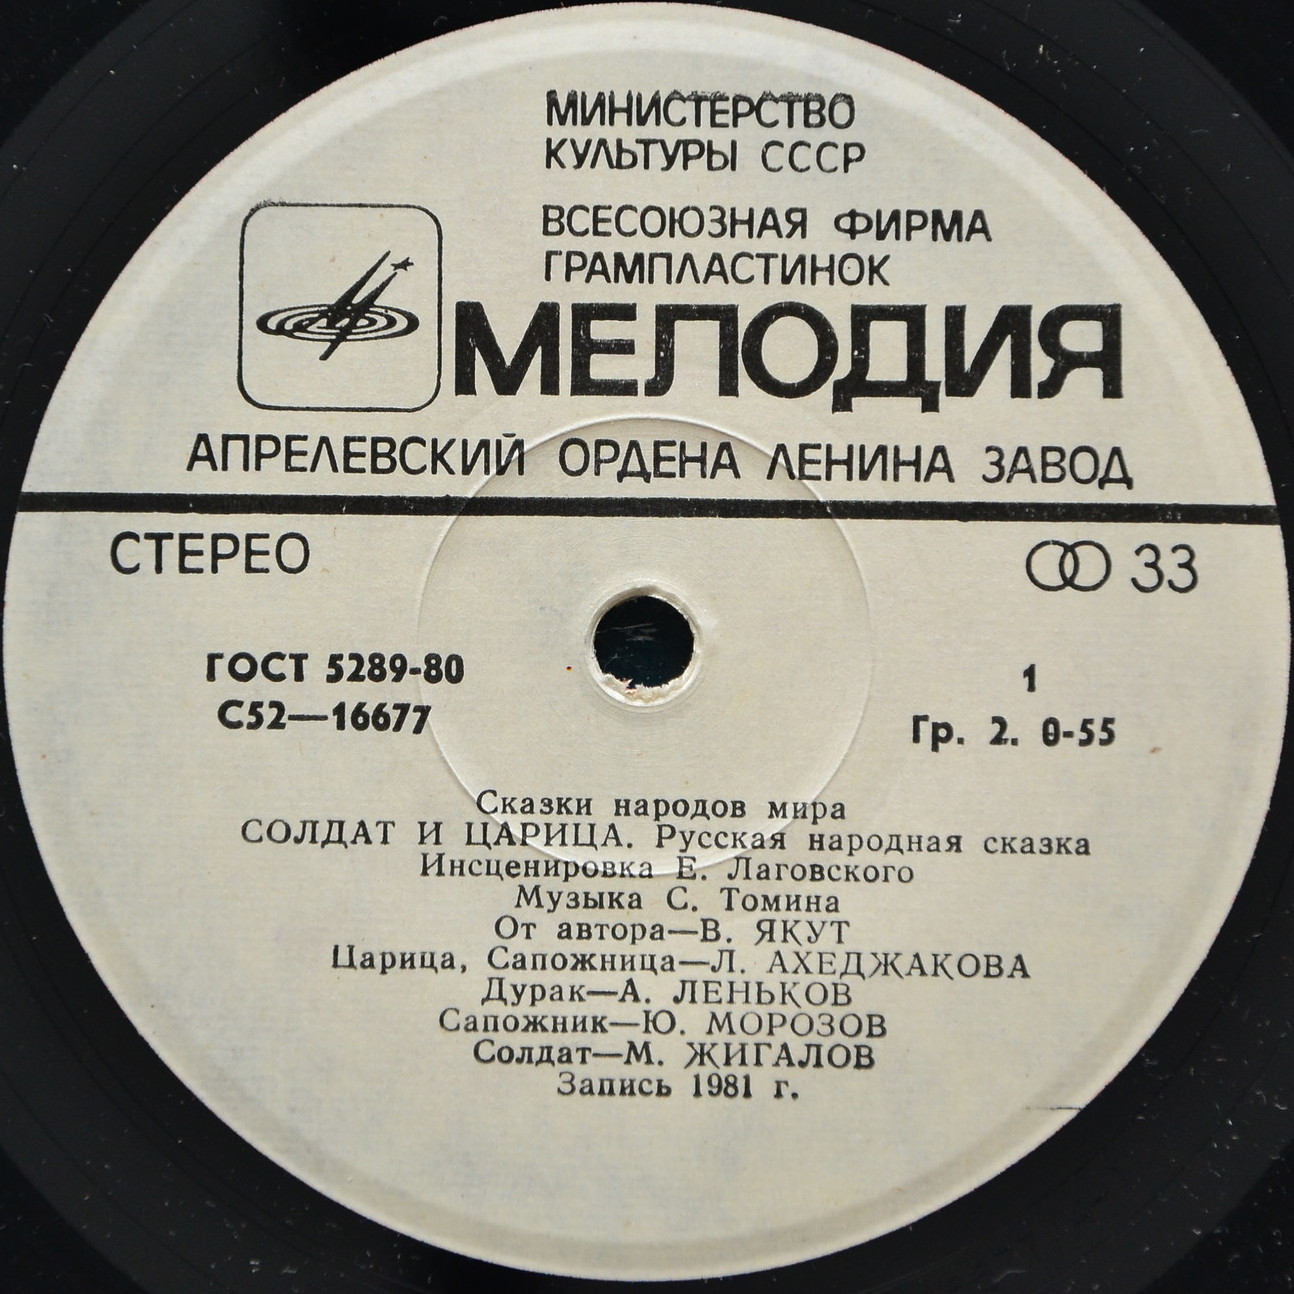 МИНИСТЕРСТВО
КУЛЬТУРЫ СССР
ВСЕСОЮЗНАЯ ФИРМА
ГРАМПЛАСТИНОК
МЕЛОДИЯ
АПРЕЛЕВСКИЙ ОРДЕНА ЛЕНИНА ЗАВОД
СТЕРЕО
33
ГОСТ 5289-80
С52—16677
1
Гр. 2. 0-55
Сказки народов мира
СОЛДАТ И ЦАРИЦА. Русская народная сказка
Инсценировка Е. Лаговского
Музыка С. Томина
От автора—В. ЯКУТ
Царица, Сапожница—Л. АХЕДЖАКОВА
Дурак—А. ЛЕНЬКОВ
Сапожник—Ю. МОРОЗОВ
Солдат—М. ЖИГАЛОВ
Запись 1981 г.